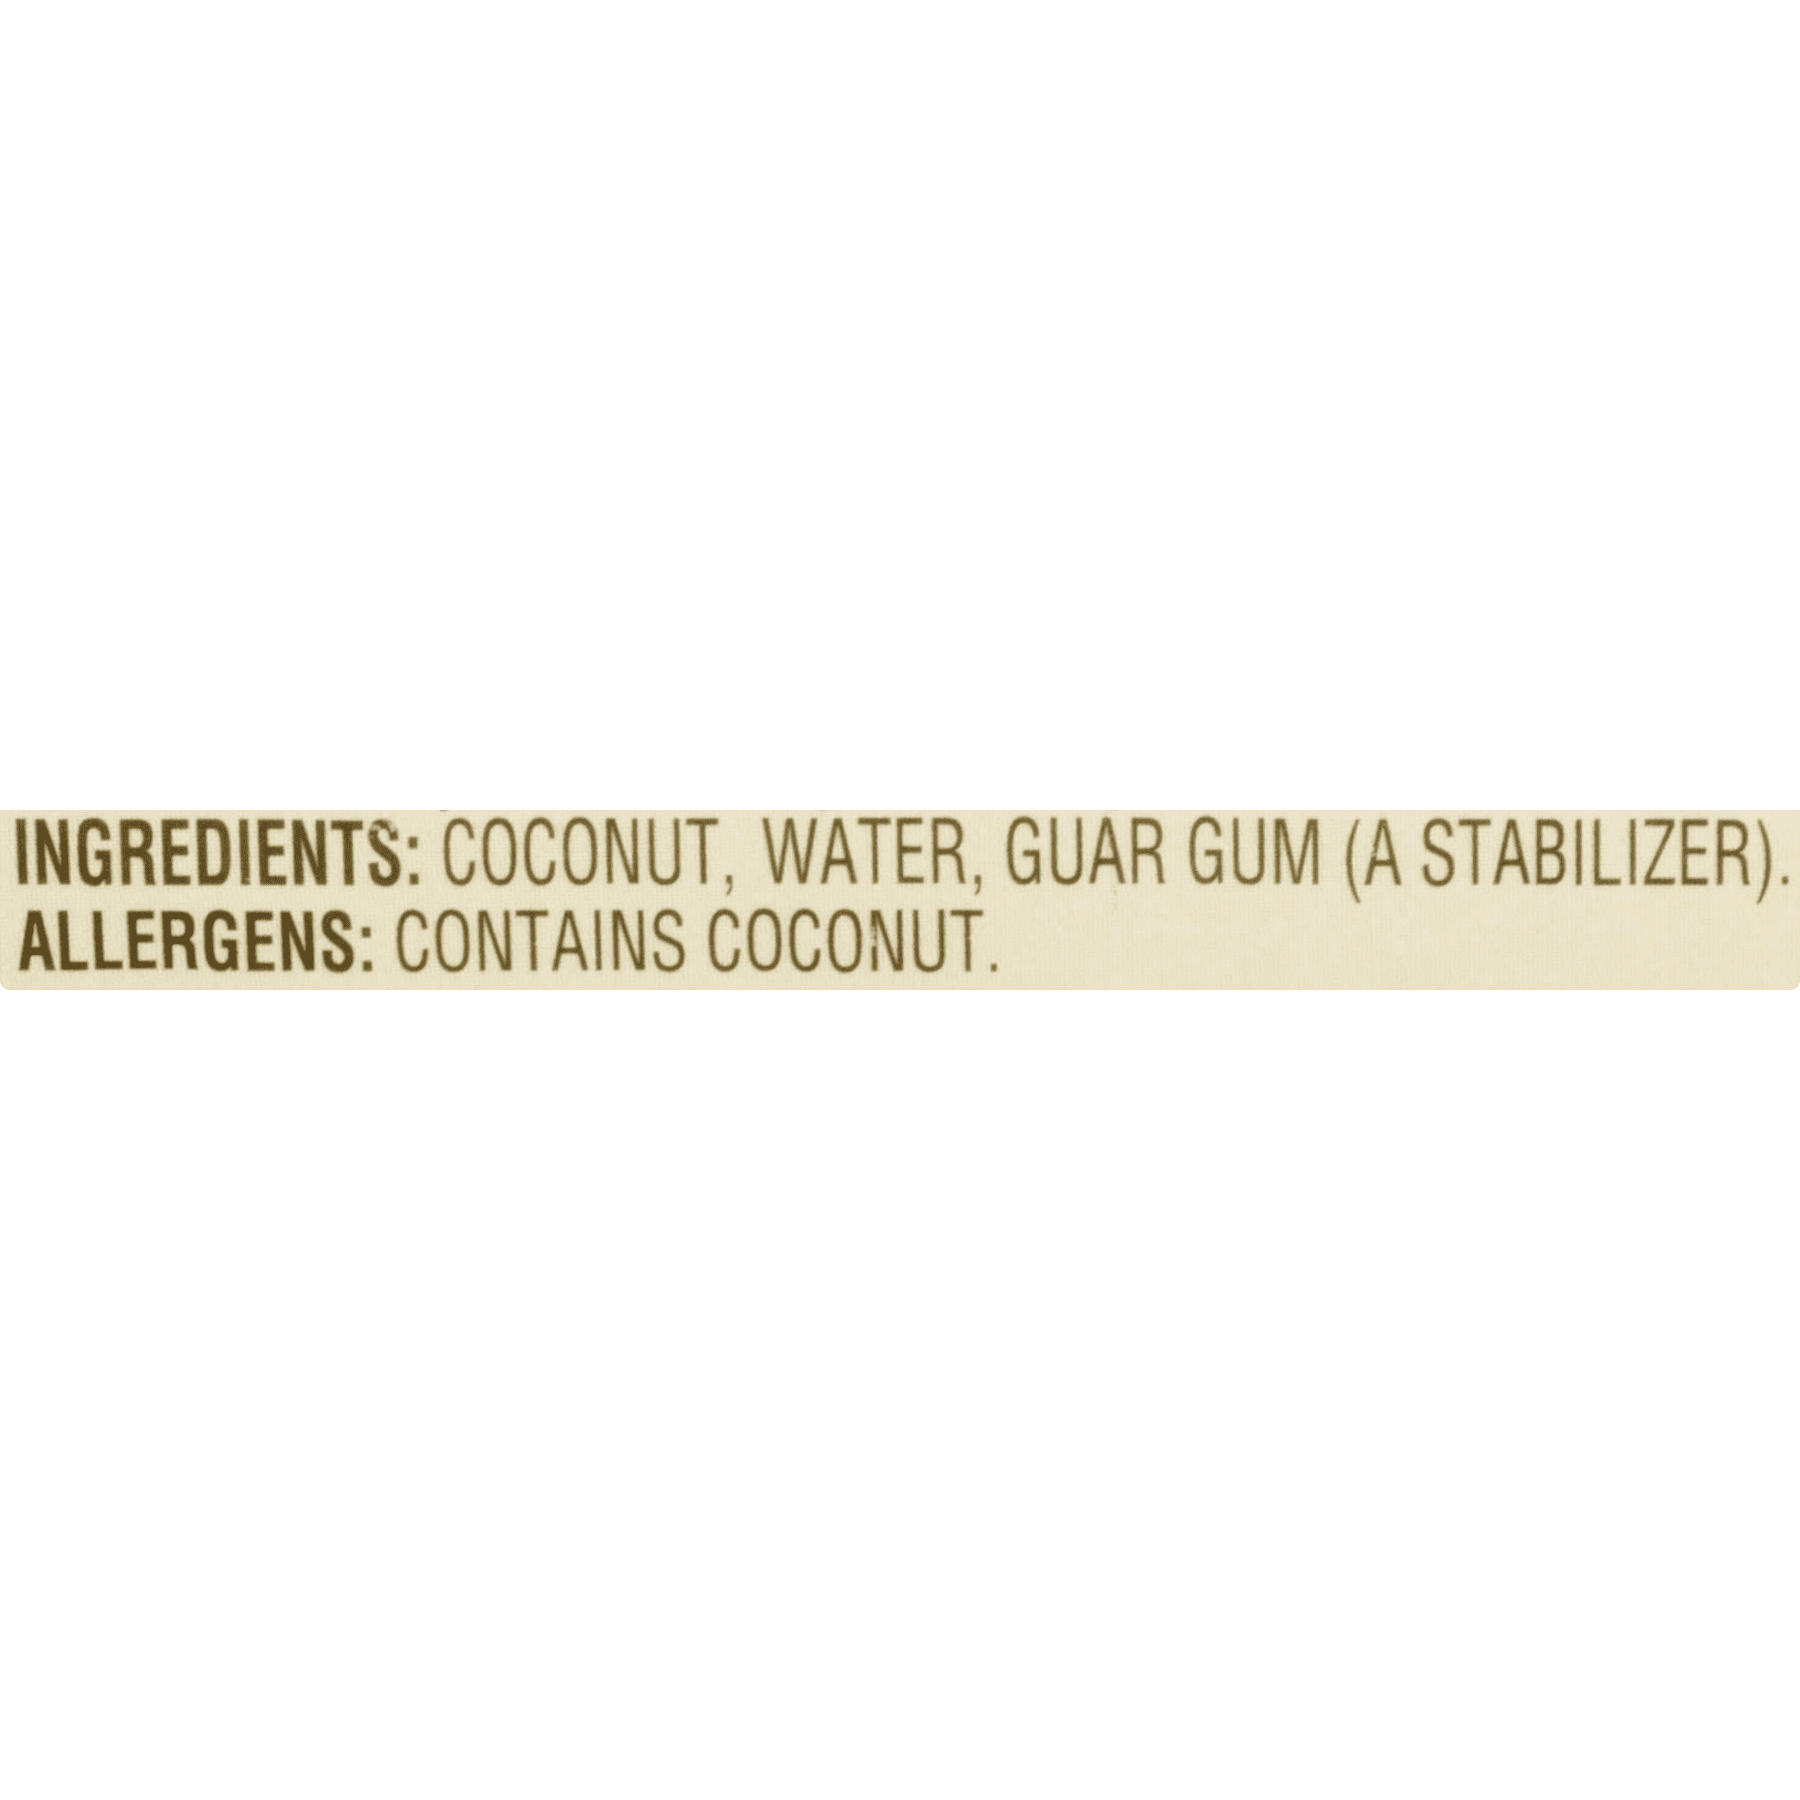 INGREDIENTS: COCONUT, WATER, GUAR GUM (A STABILIZER).
ALLERGENS: CONTAINS COCONUT.